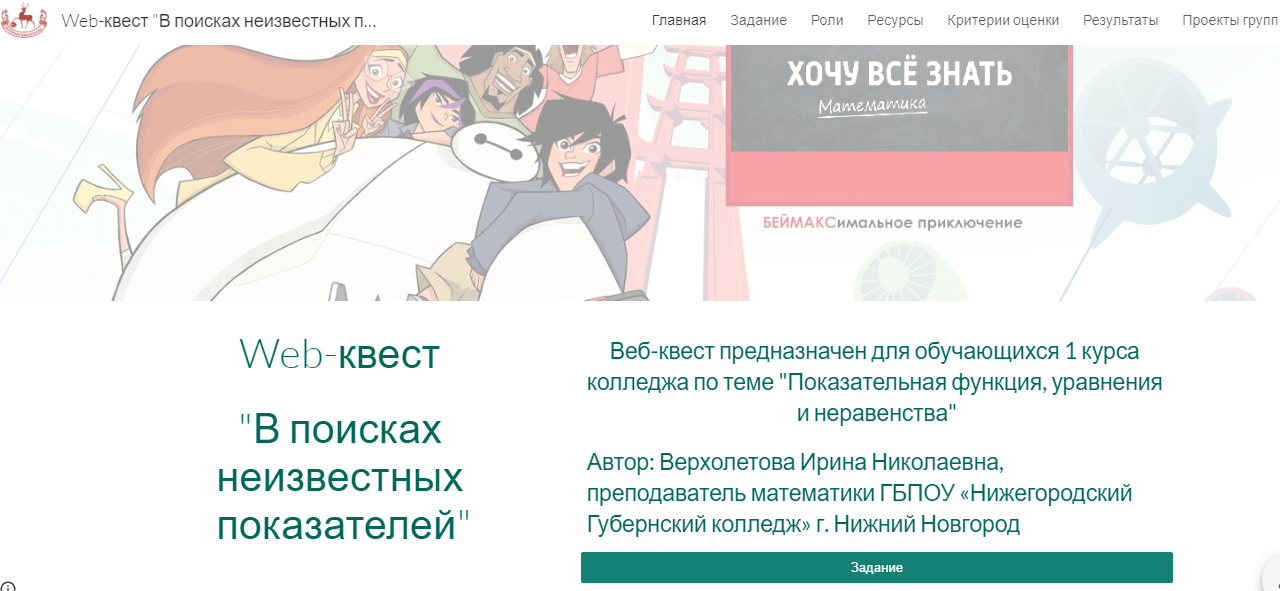 Web-квест "В поисках неизвестных п...
Главная Задание Роли Ресурсы Критерии оценки Результаты Проекты групп
ХОЧУ ВСЁ ЗНАТЬ
Математика
БЕЙМАКСимальное приключение
Web-квест
"В поисках
неизвестных
показателей"
Веб-квест предназначен для обучающихся 1 курса
колледжа по теме "Показательная функция, уравнения
и неравенства"
Автор: Верхолетова Ирина Николаевна,
преподаватель математики ГБПОУ «Нижегородский
Губернский колледж» г. Нижний Новгород
Задание